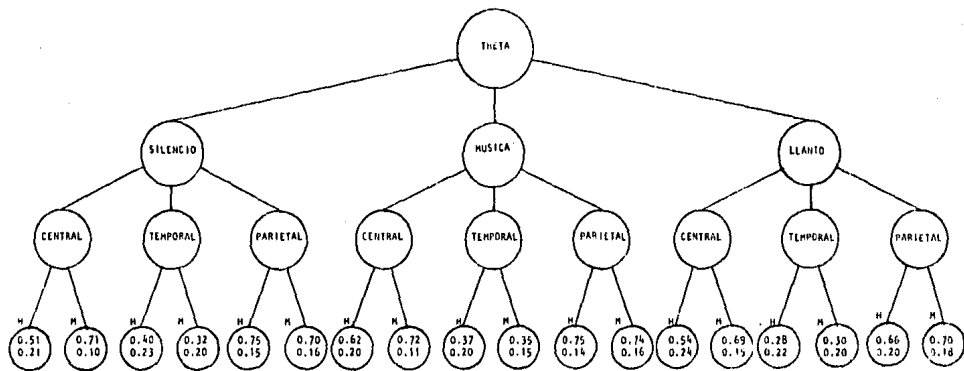 THETA
SILENCIO MUSICA LLANTO
CENTRAL TEMPORAL PARIETAL CENTRAL TEMPORAL PARIETAL CENTRAL TEMPORAL PARIETAL
H M H M H M H M H M H M H M H M H M
0.51 0.71 0.40 0.32 0.75 0.70 0.62 0.72 0.37 0.35 0.75 0.74 0.54 0.69 0.28 0.30 0.66 0.70
0.21 0.10 0.23 0.20 0.15 0.16 0.20 0.11 0.20 0.15 0.14 0.16 0.24 0.15 0.22 0.20 0.20 0.18